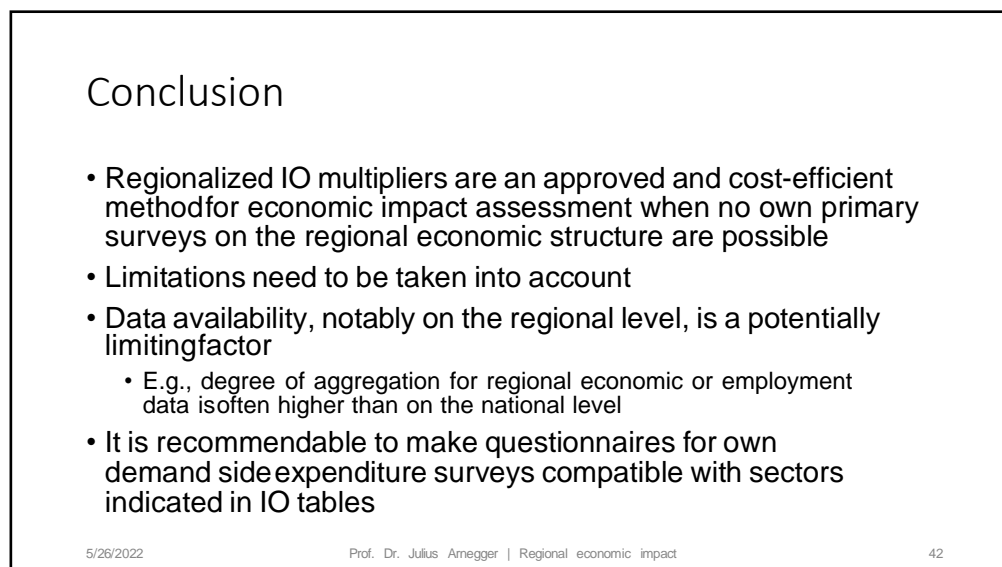 Conclusion
• Regionalized IO multipliers are an approved and cost-efficient
methodfor economic impact assessment when no own primary
surveys on the regional economic structure are possible
• Limitations need to be taken into account
• Data availability, notably on the regional level, is a potentially
limitingfactor
• E.g., degree of aggregation for regional economic or employment
data isoften higher than on the national level
• It is recommendable to make questionnaires for own
demand sideexpenditure surveys compatible with sectors
indicated in IO tables
5/26/2022 Prof. Dr. Julius Arnegger | Regional economic impact 42